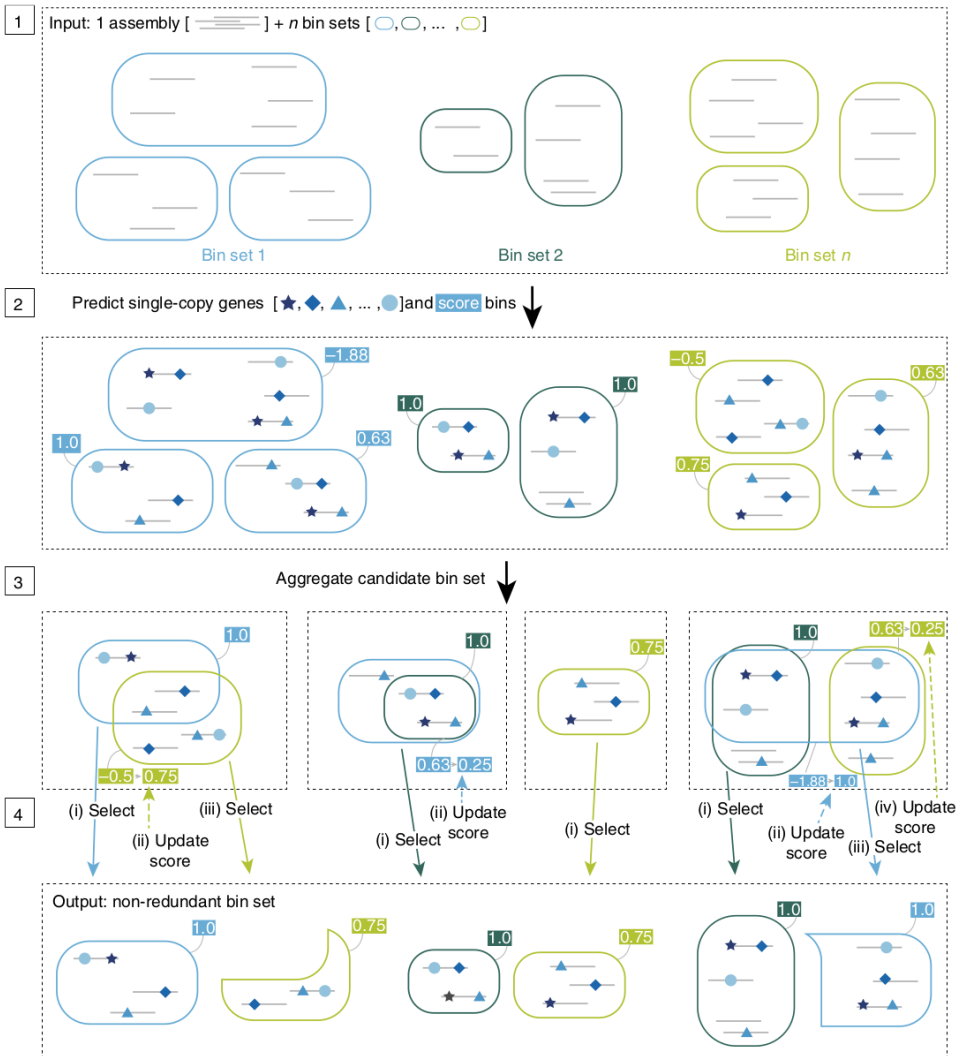 1
Input: 1 assembly [ ] + n bin sets [ , , ... , ]
Bin set 1
Bin set 2
Bin set n
2
Predict single-copy genes [ , , , ... , ]and score bins
–1.88
1.0
0.63
1.0
1.0
–0.5
0.63
0.75
3
Aggregate candidate bin set
1.0
–0.5
0.75
1.0
0.63
0.25
0.75
1.0
0.63
0.25
–1.88
1.0
4
(i) Select
(ii) Update
score
(iii) Select
(i) Select
(ii) Update
score
(i) Select
(i) Select
(ii) Update
score
(iii) Select
(iv) Update
score
Output: non-redundant bin set
1.0
0.75
1.0
0.75
1.0
1.0